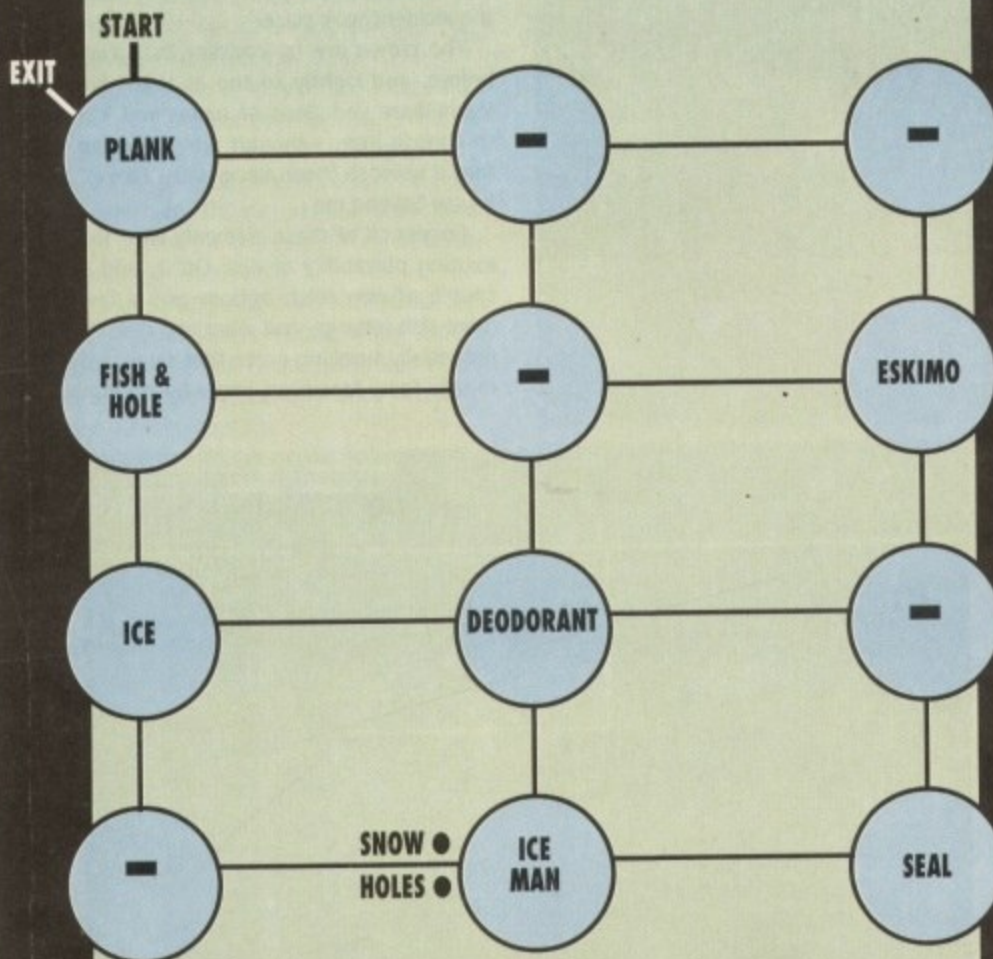 START
EXIT
PLANK
-
-
FISH &
HOLE
-
ESKIMO
ICE
DEODORANT
-
-
SNOW ●
HOLES ●
ICE
MAN
SEAL